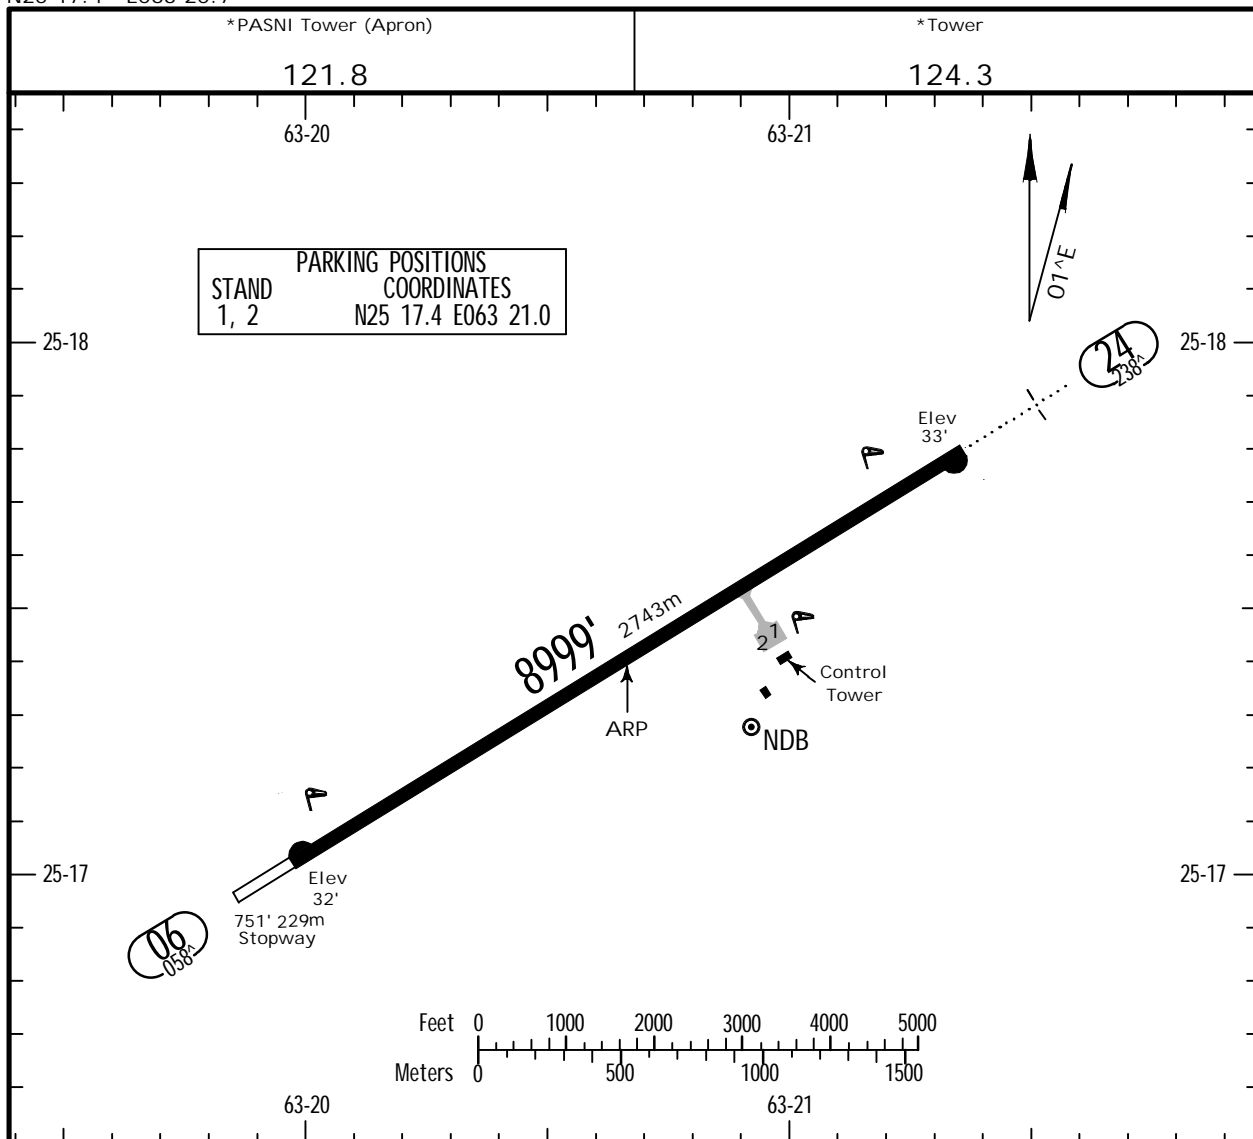 *PASNI Tower (Apron)
*Tower
121.8
124.3
63-20
63-21
01^E
PARKING POSITIONS
STAND COORDINATES
1, 2 N25 17.4 E063 21.0
25-18
25-18
24
238^
Elev
33'
8999'
2743m
2 1
Control
Tower
ARP
NDB
25-17
25-17
Elev
32'
751' 229m
Stopway
06
058^
Feet 0 1000 2000 3000 4000 5000
Meters 0 500 1000 1500
63-20
63-21